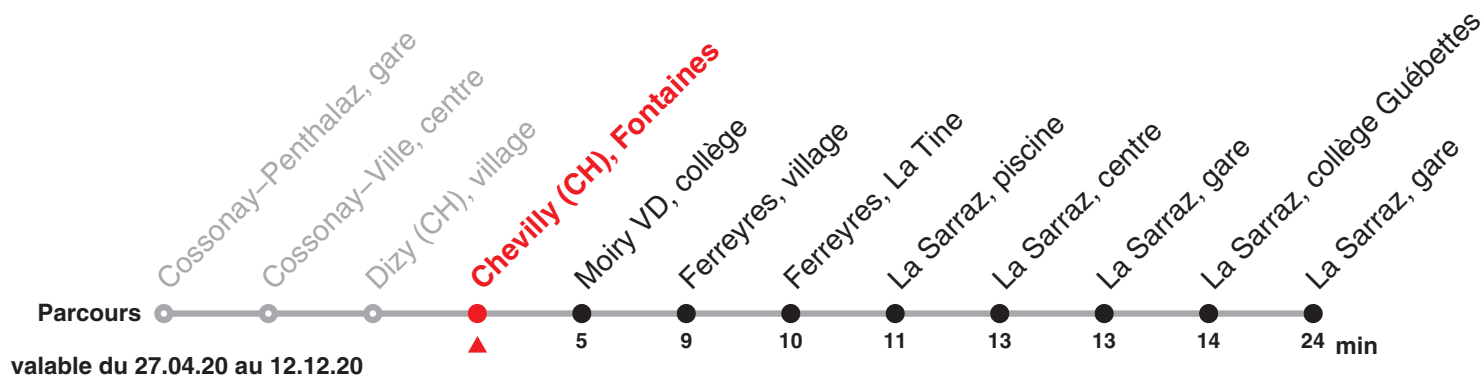 Cossonay–Penthalaz, gare
Cossonay–Ville, centre
Dizy (CH), village
Chevilly (CH), Fontaines
Moiry VD, collège
Ferreyres, village
Ferreyres, La Tine
La Sarraz, piscine
La Sarraz, centre
La Sarraz, gare
La Sarraz, collège Guébettes
La Sarraz, gare
Parcours
5 9 10 11 13 13 14 24 min
valable du 27.04.20 au 12.12.20